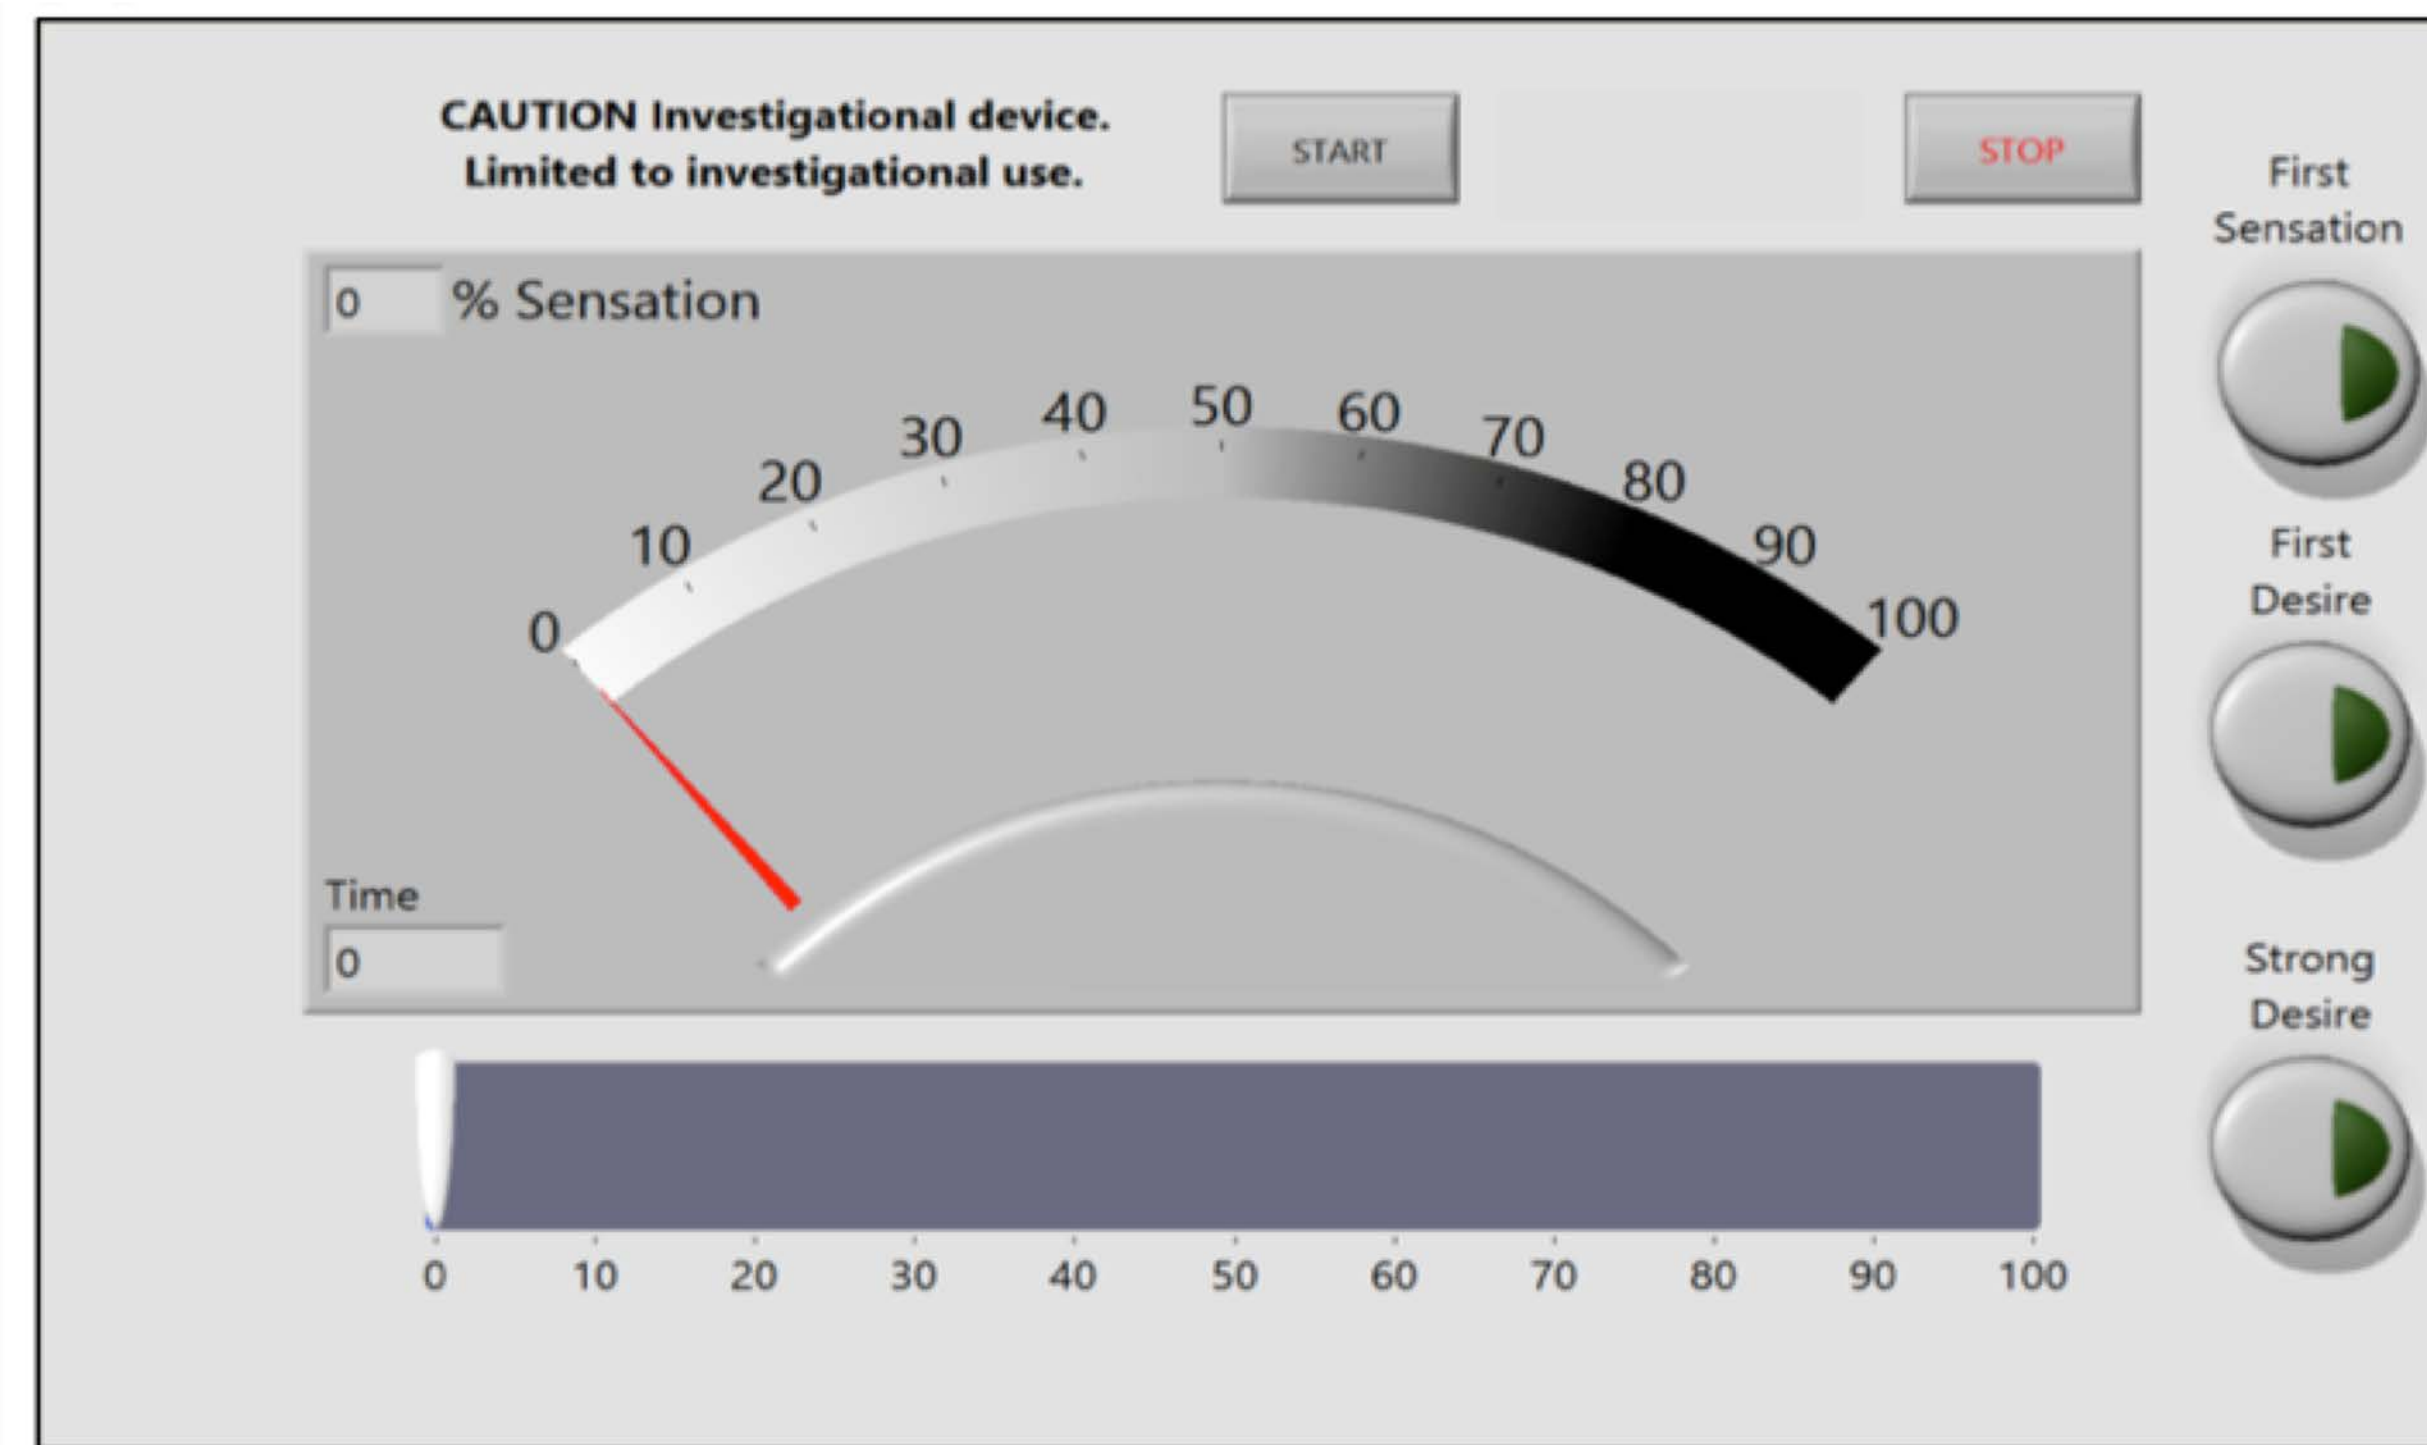 CAUTION Investigational device.
Limited to investigational use.
START
STOP
First
Sensation
0 % Sensation
0 10 20 30 40 50 60 70 80 90 100
First
Desire
Time
0
Strong
Desire
0 10 20 30 40 50 60 70 80 90 100